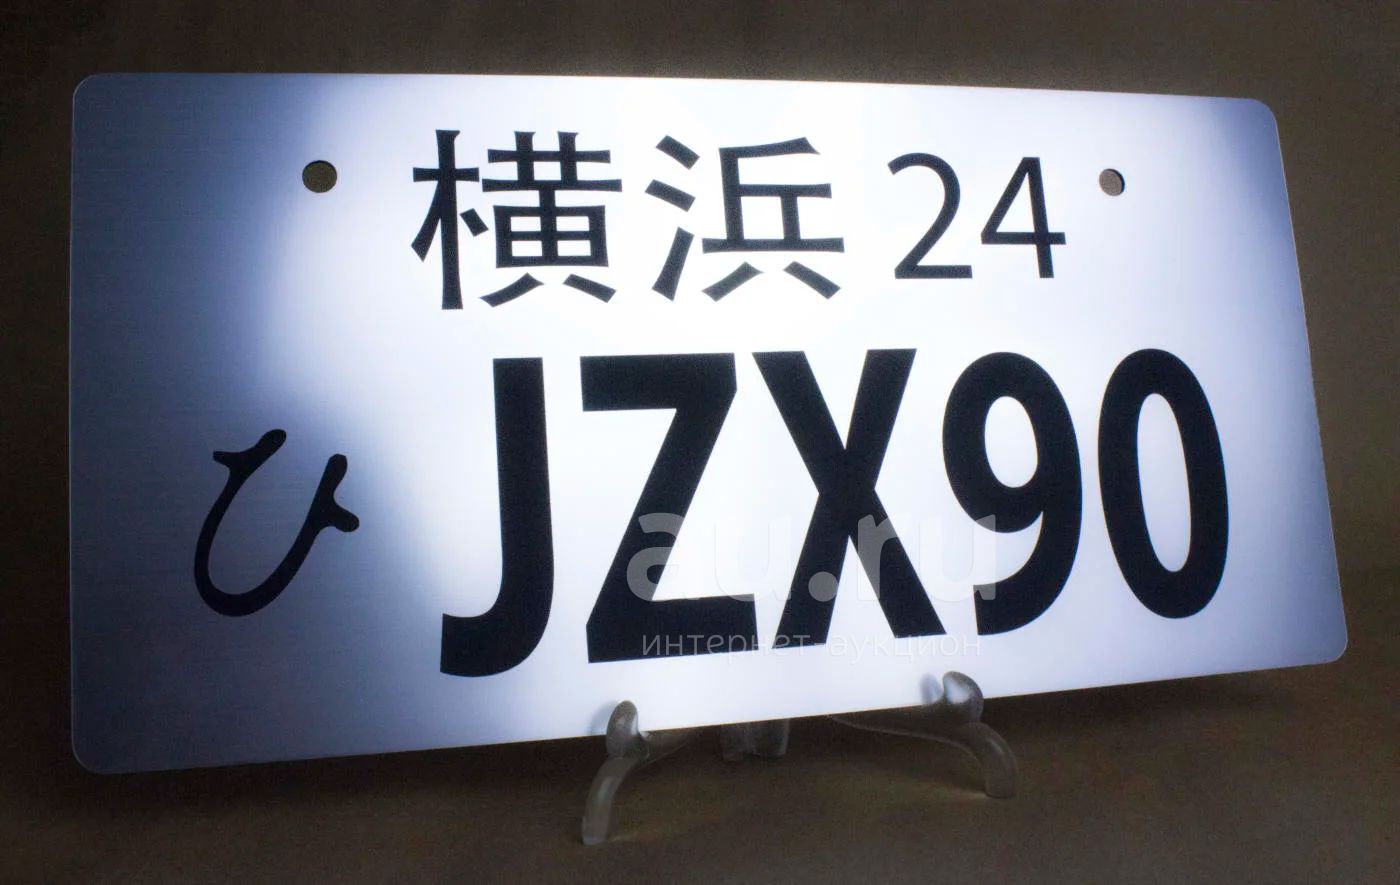 横浜 24
ひ JZX90
au.ru
интернет-аукцион